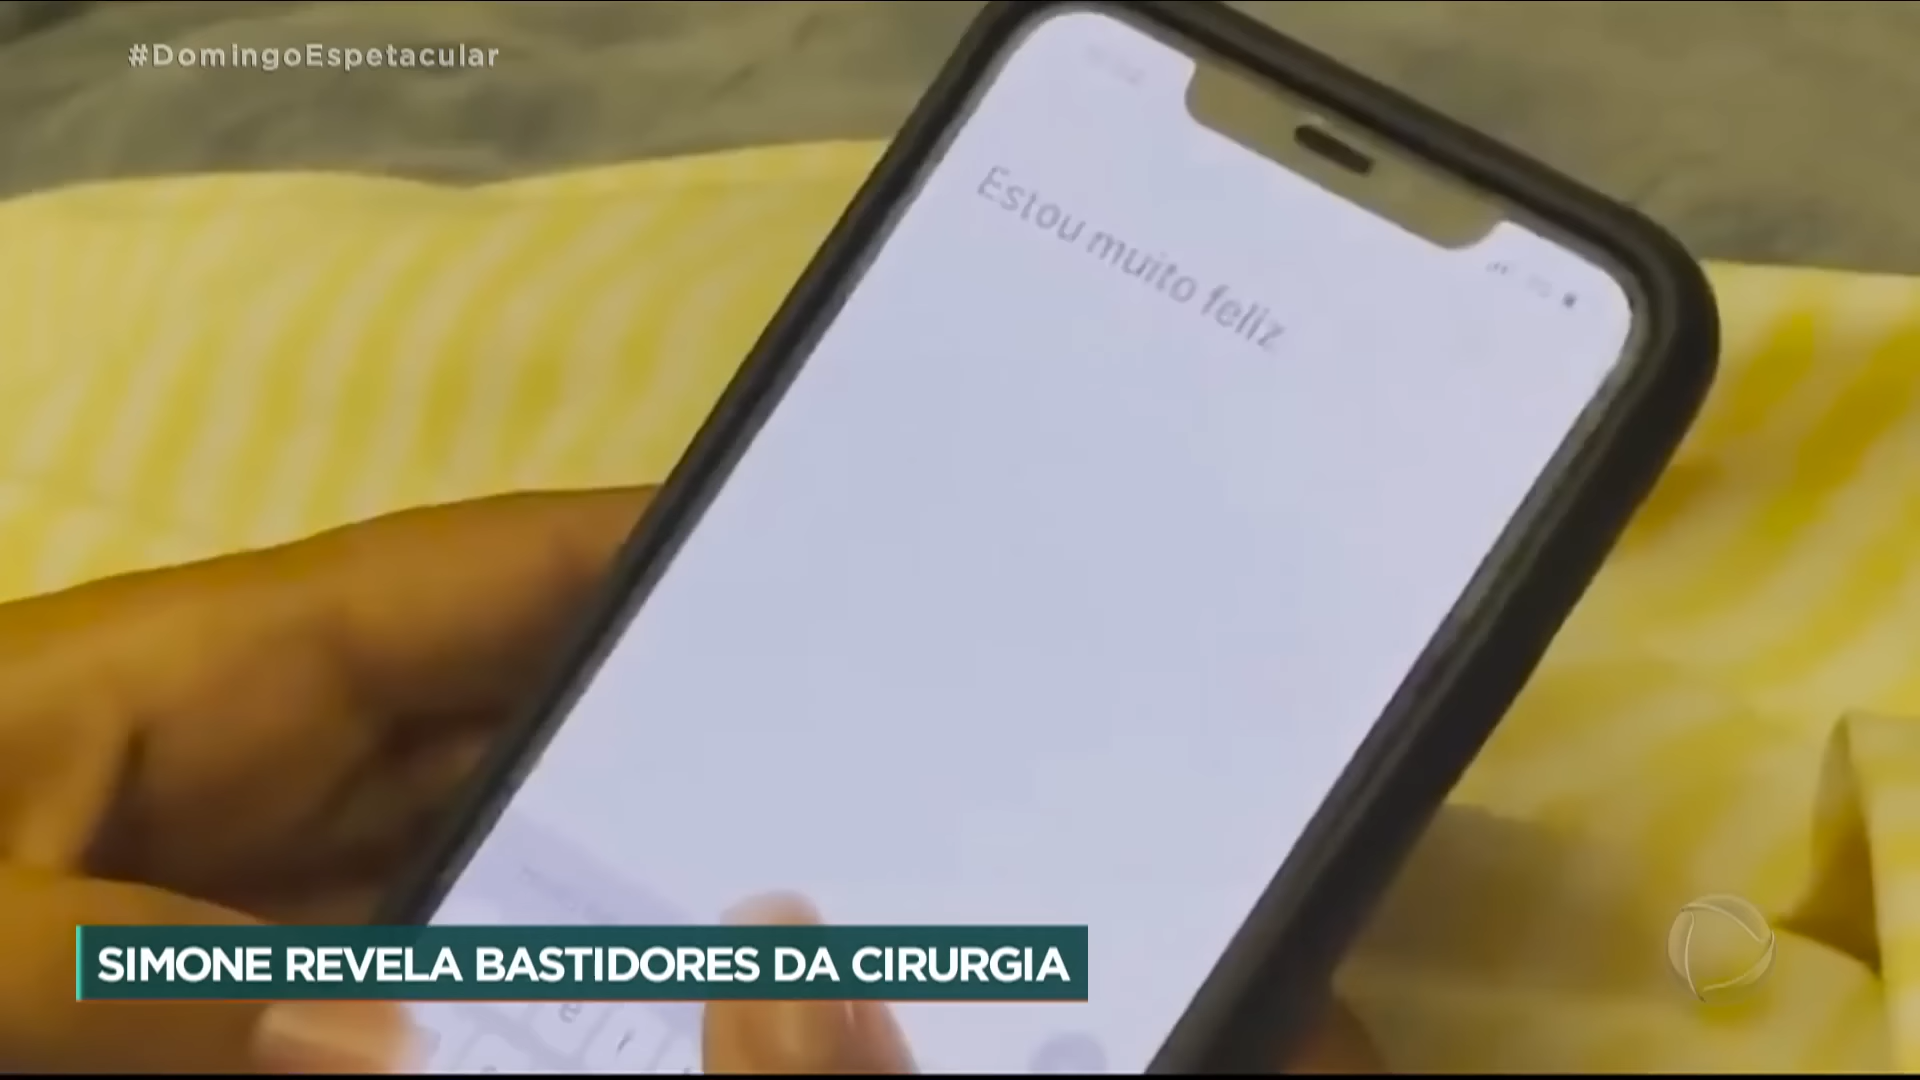 #DomingoEspetacular
Estou muito feliz
SIMONE REVELA BASTIDORES DA CIRURGIA